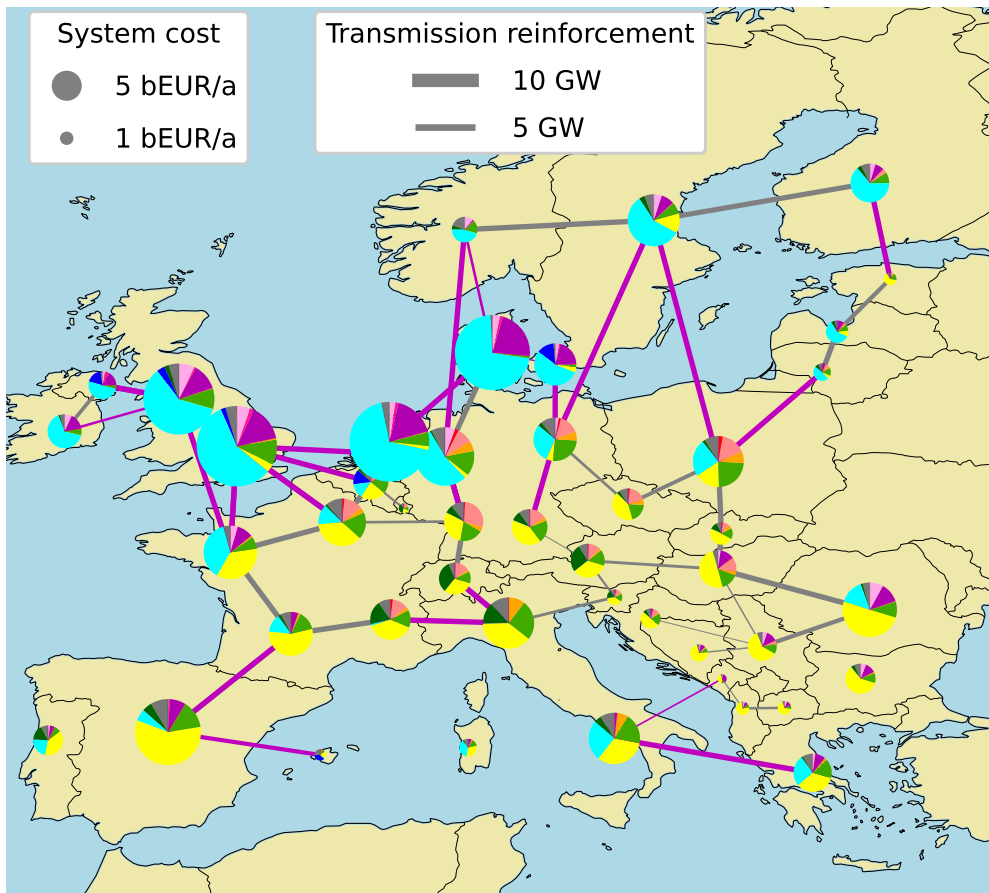 System cost
5 bEUR/a
1 bEUR/a
Transmission reinforcement
10 GW
5 GW